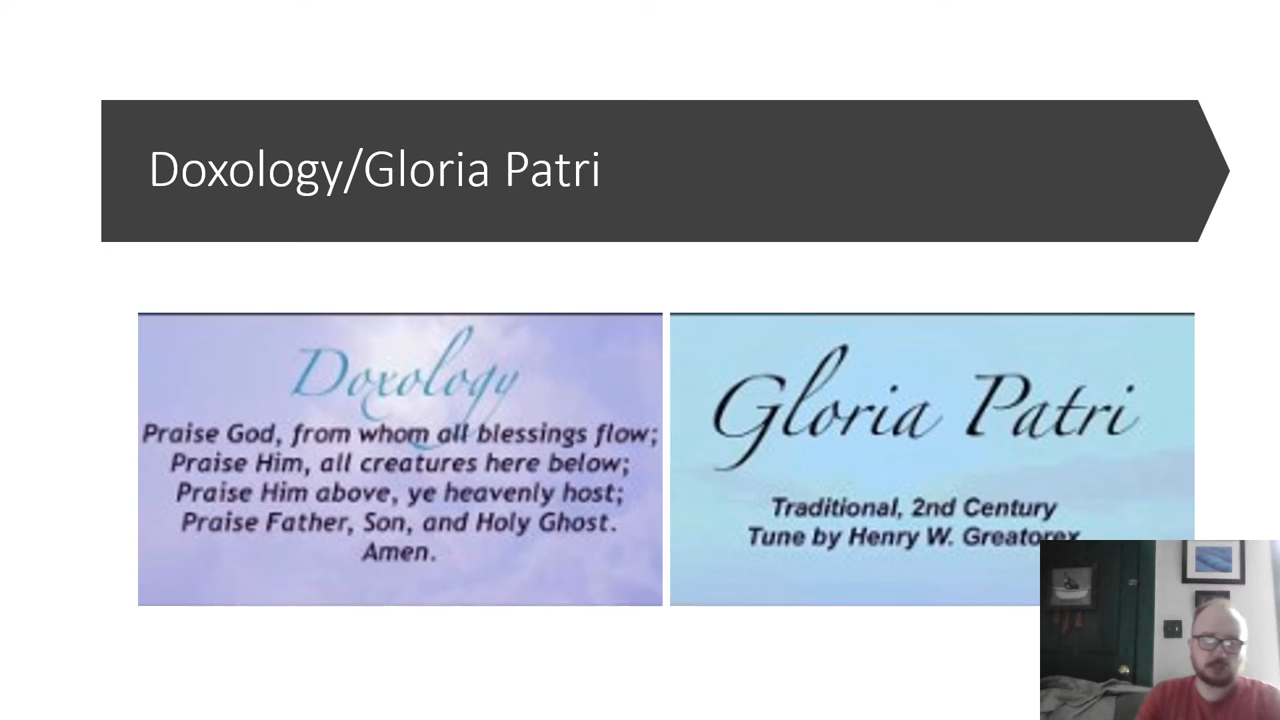 Doxology/Gloria Patri
Doxology
Praise God, from whom all blessings flow;
Praise Him, all creatures here below;
Praise Him above, ye heavenly host;
Praise Father, Son, and Holy Ghost.
Amen.
Gloria Patri
Traditional, 2nd Century
Tune by Henry W. Greatorex